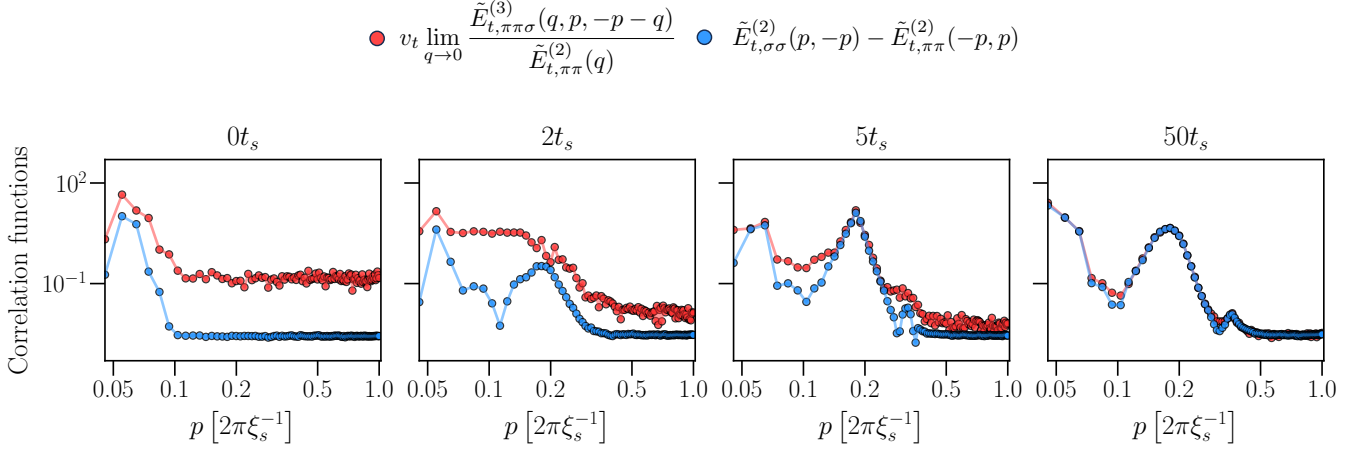 v_t lim_{q→0} Ẽ^{(3)}_{t,ππσ}(q, p, −p − q) / Ẽ^{(2)}_{t,ππ}(q)
Ẽ^{(2)}_{t,σσ}(p, −p) − Ẽ^{(2)}_{t,ππ}(−p, p)
0t_s
2t_s
5t_s
50t_s
Correlation functions
10^2
10^{−1}
0.05 0.1 0.2 0.5 1.0
0.05 0.1 0.2 0.5 1.0
0.05 0.1 0.2 0.5 1.0
0.05 0.1 0.2 0.5 1.0
p [2πξ_s^{−1}]
p [2πξ_s^{−1}]
p [2πξ_s^{−1}]
p [2πξ_s^{−1}]